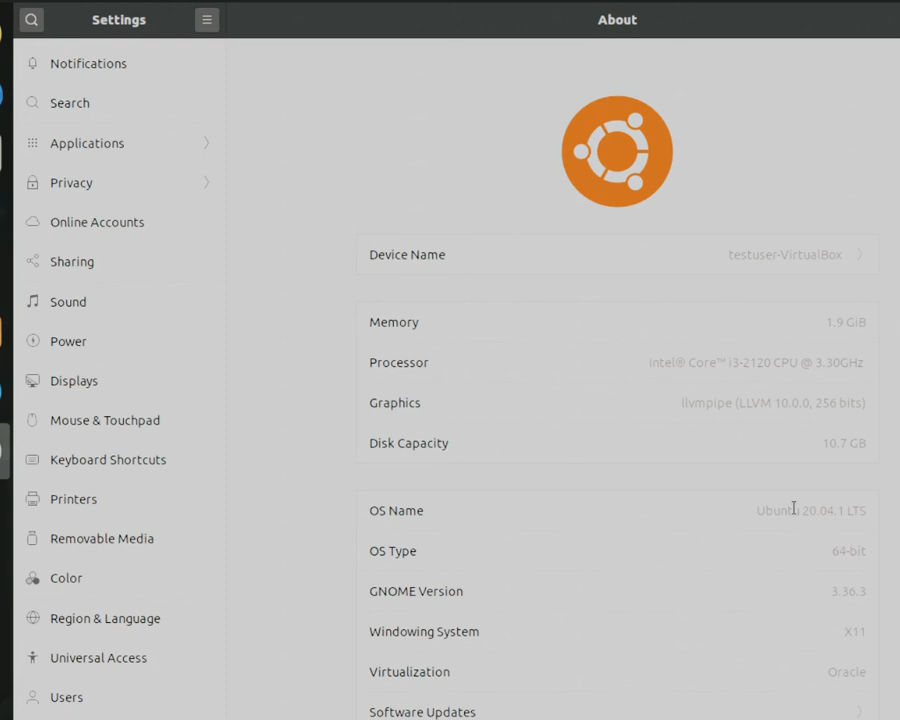 Settings
About
Notifications
Search
Applications
Privacy
Online Accounts
Sharing
Sound
Power
Displays
Mouse & Touchpad
Keyboard Shortcuts
Printers
Removable Media
Color
Region & Language
Universal Access
Users
Device Name testuser-VirtualBox
Memory 1.9 GiB
Processor Intel® Core™ i3-2120 CPU @ 3.30GHz
Graphics llvmpipe (LLVM 10.0.0, 256 bits)
Disk Capacity 10.7 GB
OS Name Ubuntu 20.04.1 LTS
OS Type 64-bit
GNOME Version 3.36.3
Windowing System X11
Virtualization Oracle
Software Updates